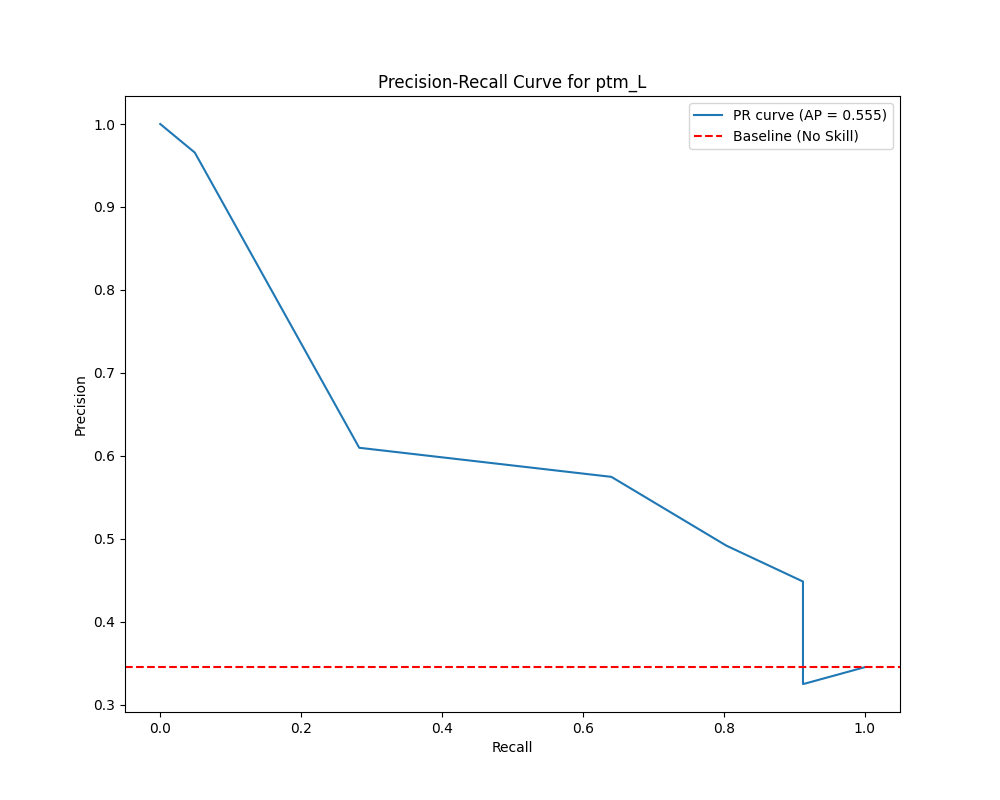 Precision-Recall Curve for ptm_L
PR curve (AP = 0.555)
Baseline (No Skill)
Precision
1.0
0.9
0.8
0.7
0.6
0.5
0.4
0.3
0.0 0.2 0.4 0.6 0.8 1.0
Recall